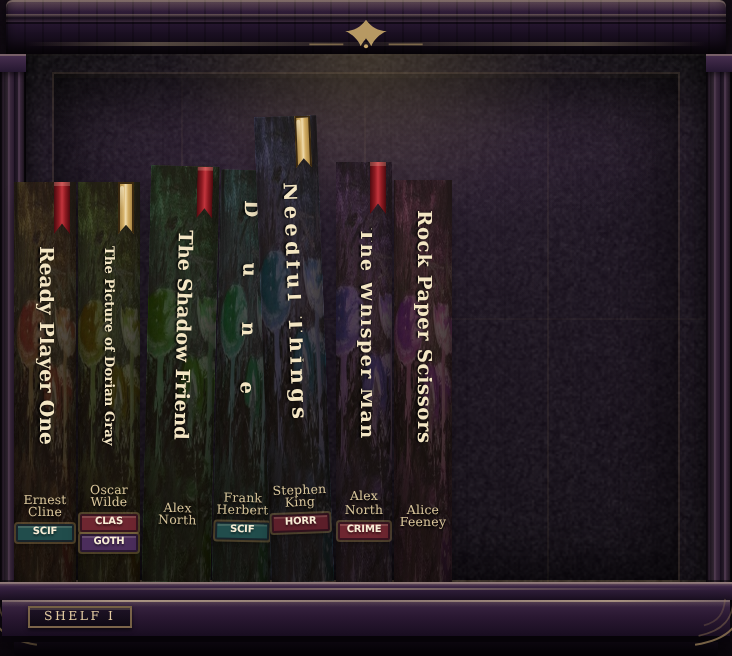 Ready Player One
Ernest
Cline
SCIF
The Picture of Dorian Gray
Oscar
Wilde
CLAS
GOTH
The Shadow Friend
Alex
North
Dune
Frank
Herbert
SCIF
Needful Things
Stephen
King
HORR
The Whisper Man
Alex
North
CRIME
Rock Paper Scissors
Alice
Feeney
SHELF I